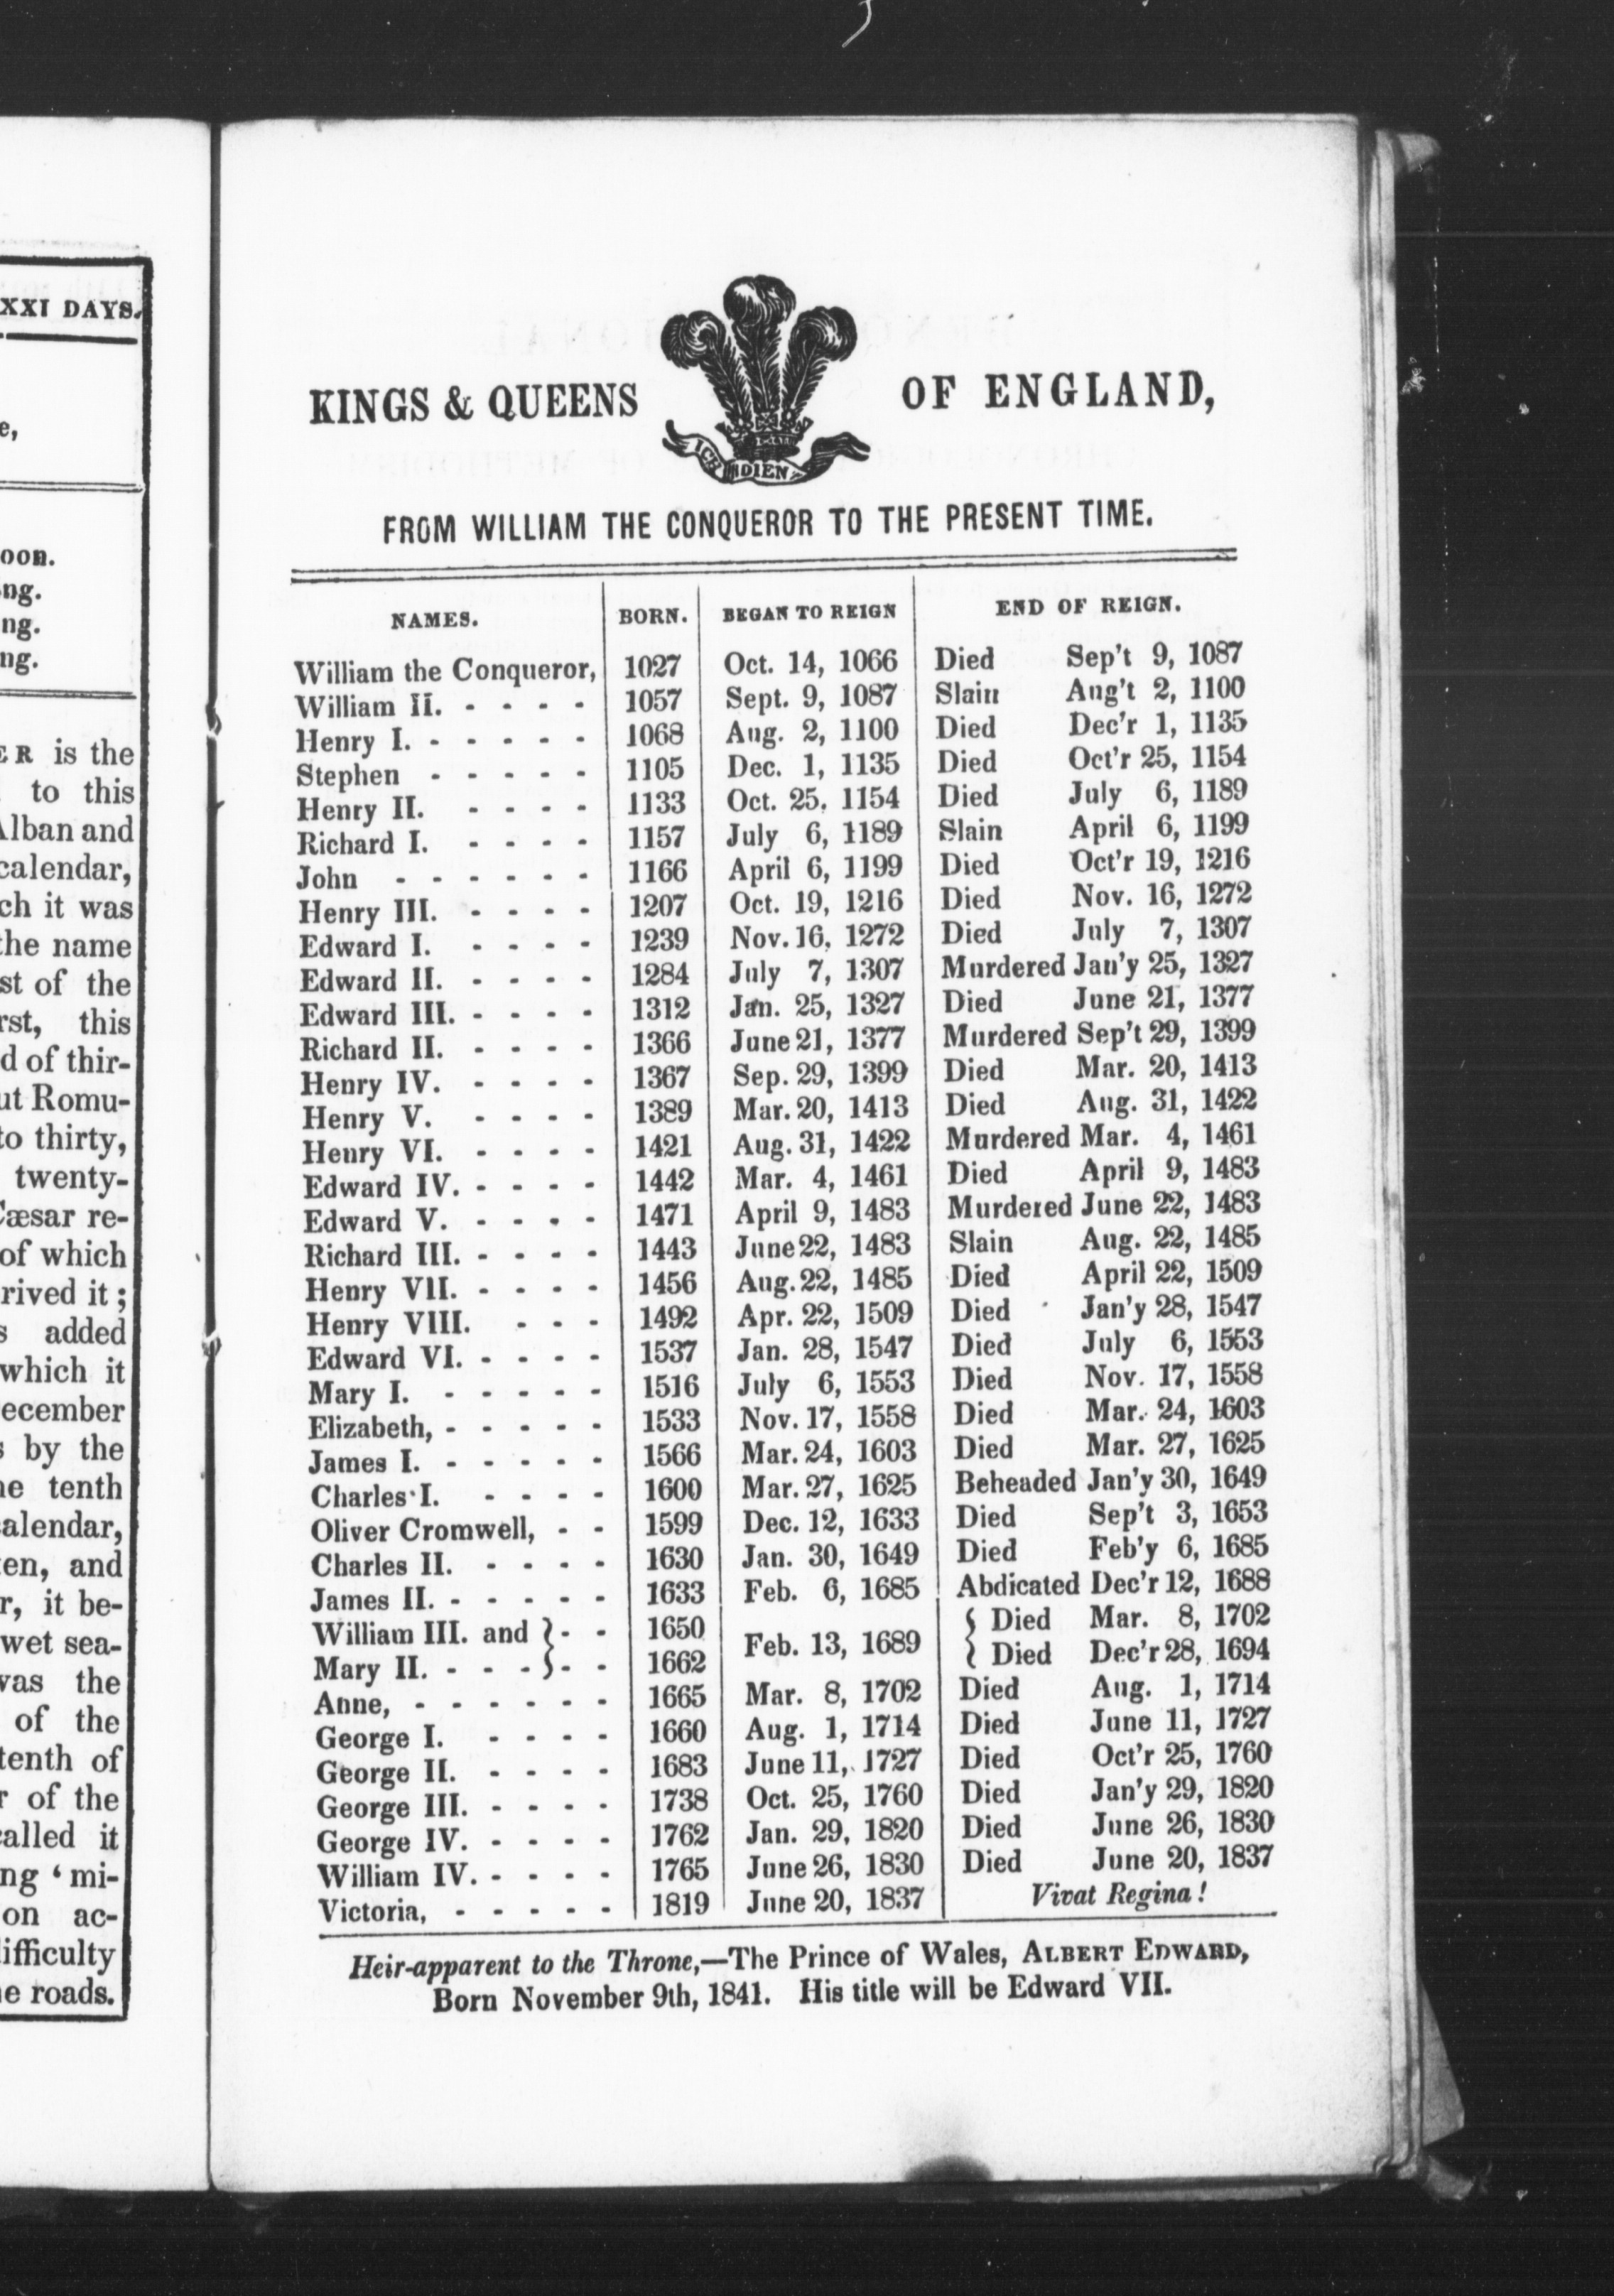 XXI DAYS.
e,
oon.
ng.
ng.
ng.
ER is the
to this
Alban and
calendar,
ch it was
the name
st of the
rst, this
d of thir-
ut Romu-
to thirty,
twenty-
Cæsar re-
of which
rived it;
s added
which it
ecember
s by the
he tenth
calendar,
ten, and
r, it be-
wet sea-
was the
of the
tenth of
r of the
called it
ng ‘mi-
on ac-
difficulty
e roads.
KINGS & QUEENS OF ENGLAND,
ICH DIEN
FROM WILLIAM THE CONQUEROR TO THE PRESENT TIME.
NAMES. BORN. BEGAN TO REIGN END OF REIGN.
William the Conqueror, 1027 Oct. 14, 1066 Died Sep't 9, 1087
William II. - - - - 1057 Sept. 9, 1087 Slain Aug't 2, 1100
Henry I. - - - - - 1068 Aug. 2, 1100 Died Dec'r 1, 1135
Stephen - - - - - 1105 Dec. 1, 1135 Died Oct'r 25, 1154
Henry II. - - - - 1133 Oct. 25, 1154 Died July 6, 1189
Richard I. - - - - 1157 July 6, 1189 Slain April 6, 1199
John - - - - - - 1166 April 6, 1199 Died Oct'r 19, 1216
Henry III. - - - - 1207 Oct. 19, 1216 Died Nov. 16, 1272
Edward I. - - - - 1239 Nov. 16, 1272 Died July 7, 1307
Edward II. - - - - 1284 July 7, 1307 Murdered Jan'y 25, 1327
Edward III. - - - - 1312 Jan. 25, 1327 Died June 21, 1377
Richard II. - - - - 1366 June 21, 1377 Murdered Sep't 29, 1399
Henry IV. - - - - 1367 Sep. 29, 1399 Died Mar. 20, 1413
Henry V. - - - - 1389 Mar. 20, 1413 Died Aug. 31, 1422
Henry VI. - - - - 1421 Aug. 31, 1422 Murdered Mar. 4, 1461
Edward IV. - - - - 1442 Mar. 4, 1461 Died April 9, 1483
Edward V. - - - - 1471 April 9, 1483 Murdered June 22, 1483
Richard III. - - - - 1443 June 22, 1483 Slain Aug. 22, 1485
Henry VII. - - - - 1456 Aug. 22, 1485 Died April 22, 1509
Henry VIII. - - - 1492 Apr. 22, 1509 Died Jan'y 28, 1547
Edward VI. - - - - 1537 Jan. 28, 1547 Died July 6, 1553
Mary I. - - - - - 1516 July 6, 1553 Died Nov. 17, 1558
Elizabeth, - - - - - 1533 Nov. 17, 1558 Died Mar. 24, 1603
James I. - - - - - 1566 Mar. 24, 1603 Died Mar. 27, 1625
Charles I. - - - - 1600 Mar. 27, 1625 Beheaded Jan'y 30, 1649
Oliver Cromwell, - - 1599 Dec. 12, 1633 Died Sep't 3, 1653
Charles II. - - - - 1630 Jan. 30, 1649 Died Feb'y 6, 1685
James II. - - - - - 1633 Feb. 6, 1685 Abdicated Dec'r 12, 1688
William III. and } - - 1650 Feb. 13, 1689 { Died Mar. 8, 1702
Mary II. - - - } - - 1662 { Died Dec'r 28, 1694
Anne, - - - - - - 1665 Mar. 8, 1702 Died Aug. 1, 1714
George I. - - - - 1660 Aug. 1, 1714 Died June 11, 1727
George II. - - - - 1683 June 11, 1727 Died Oct'r 25, 1760
George III. - - - - 1738 Oct. 25, 1760 Died Jan'y 29, 1820
George IV. - - - - 1762 Jan. 29, 1820 Died June 26, 1830
William IV. - - - - 1765 June 26, 1830 Died June 20, 1837
Victoria, - - - - - 1819 June 20, 1837 Vivat Regina!
Heir-apparent to the Throne,—The Prince of Wales, ALBERT EDWARD,
Born November 9th, 1841. His title will be Edward VII.